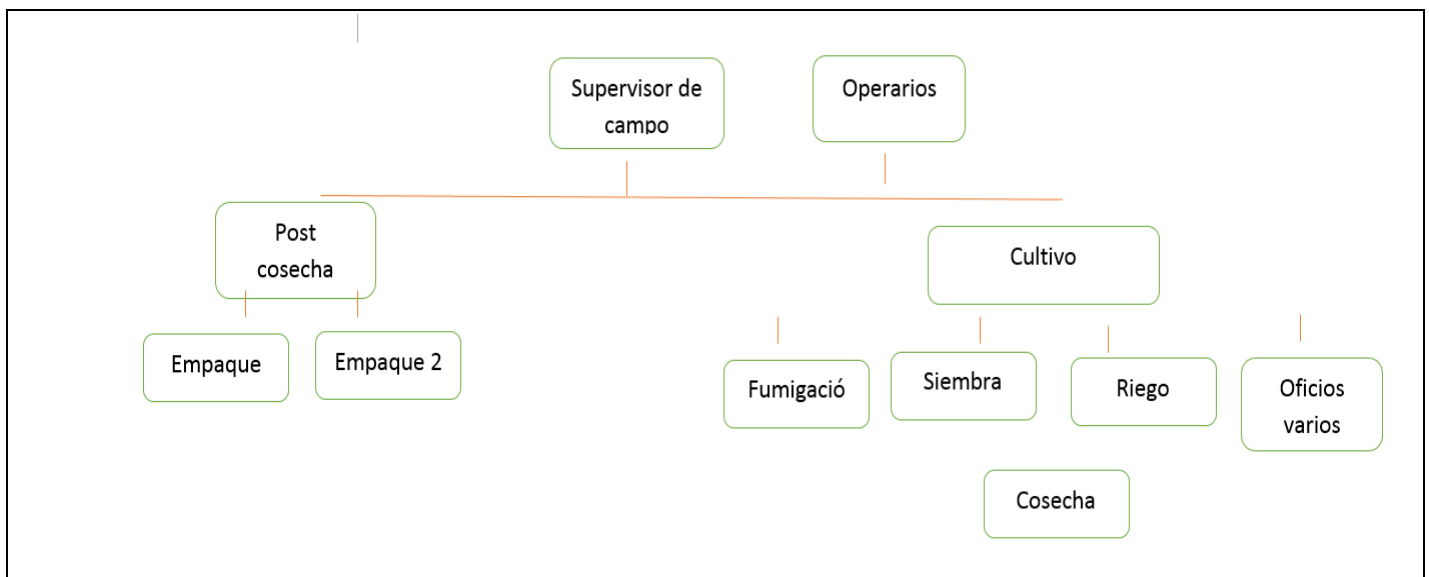 Supervisor de
campo
Operarios
Post
cosecha
Cultivo
Empaque
Empaque 2
Fumigació
Siembra
Riego
Oficios
varios
Cosecha